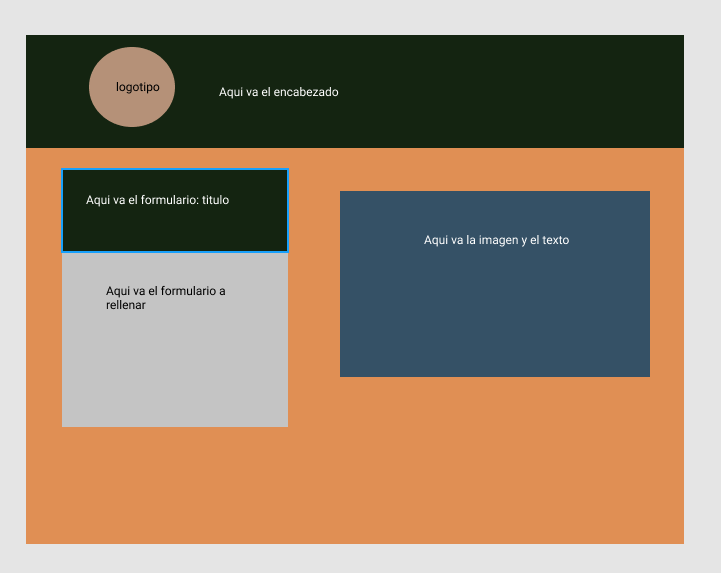 logotipo
Aqui va el encabezado
Aqui va el formulario: titulo
Aqui va el formulario a
rellenar
Aqui va la imagen y el texto